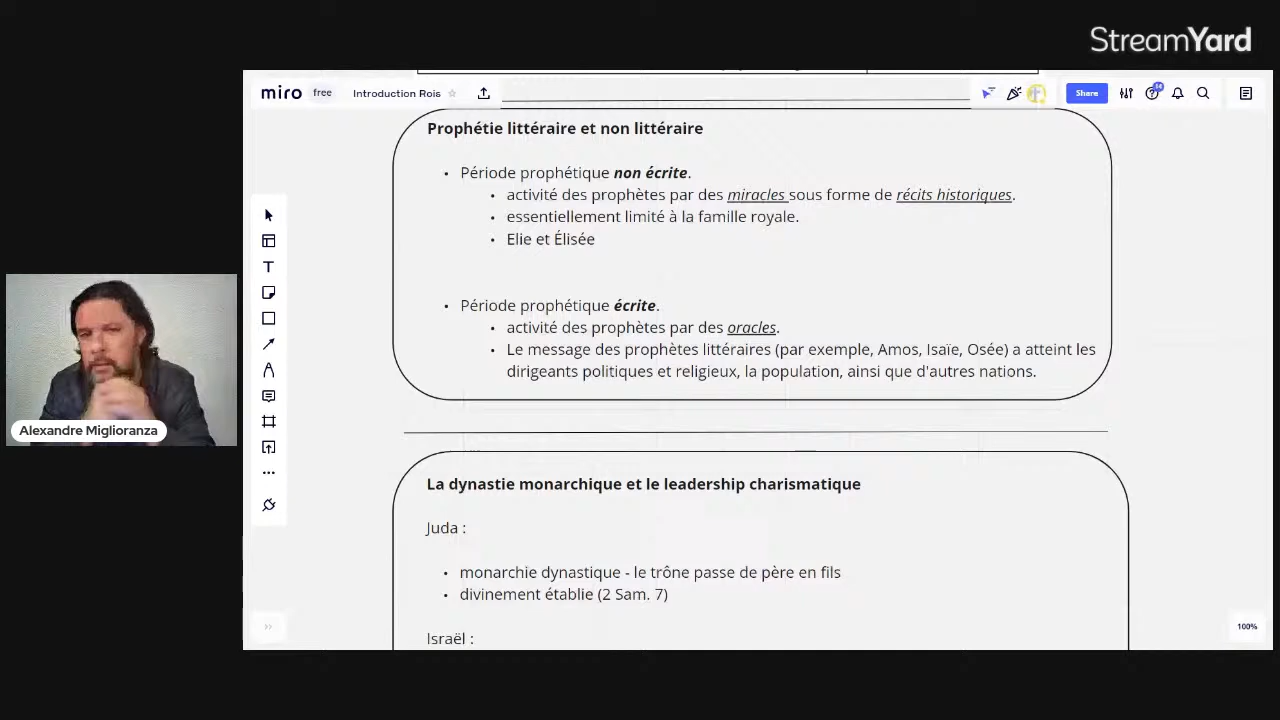 StreamYard
miro free Introduction Rois Share
Prophétie littéraire et non littéraire
• Période prophétique non écrite.
• activité des prophètes par des miracles sous forme de récits historiques.
• essentiellement limité à la famille royale.
• Elie et Élisée
• Période prophétique écrite.
• activité des prophètes par des oracles.
• Le message des prophètes littéraires (par exemple, Amos, Isaïe, Osée) a atteint les
dirigeants politiques et religieux, la population, ainsi que d'autres nations.
Alexandre Miglioranza
La dynastie monarchique et le leadership charismatique
Juda :
• monarchie dynastique - le trône passe de père en fils
• divinement établie (2 Sam. 7)
Israël :
100%